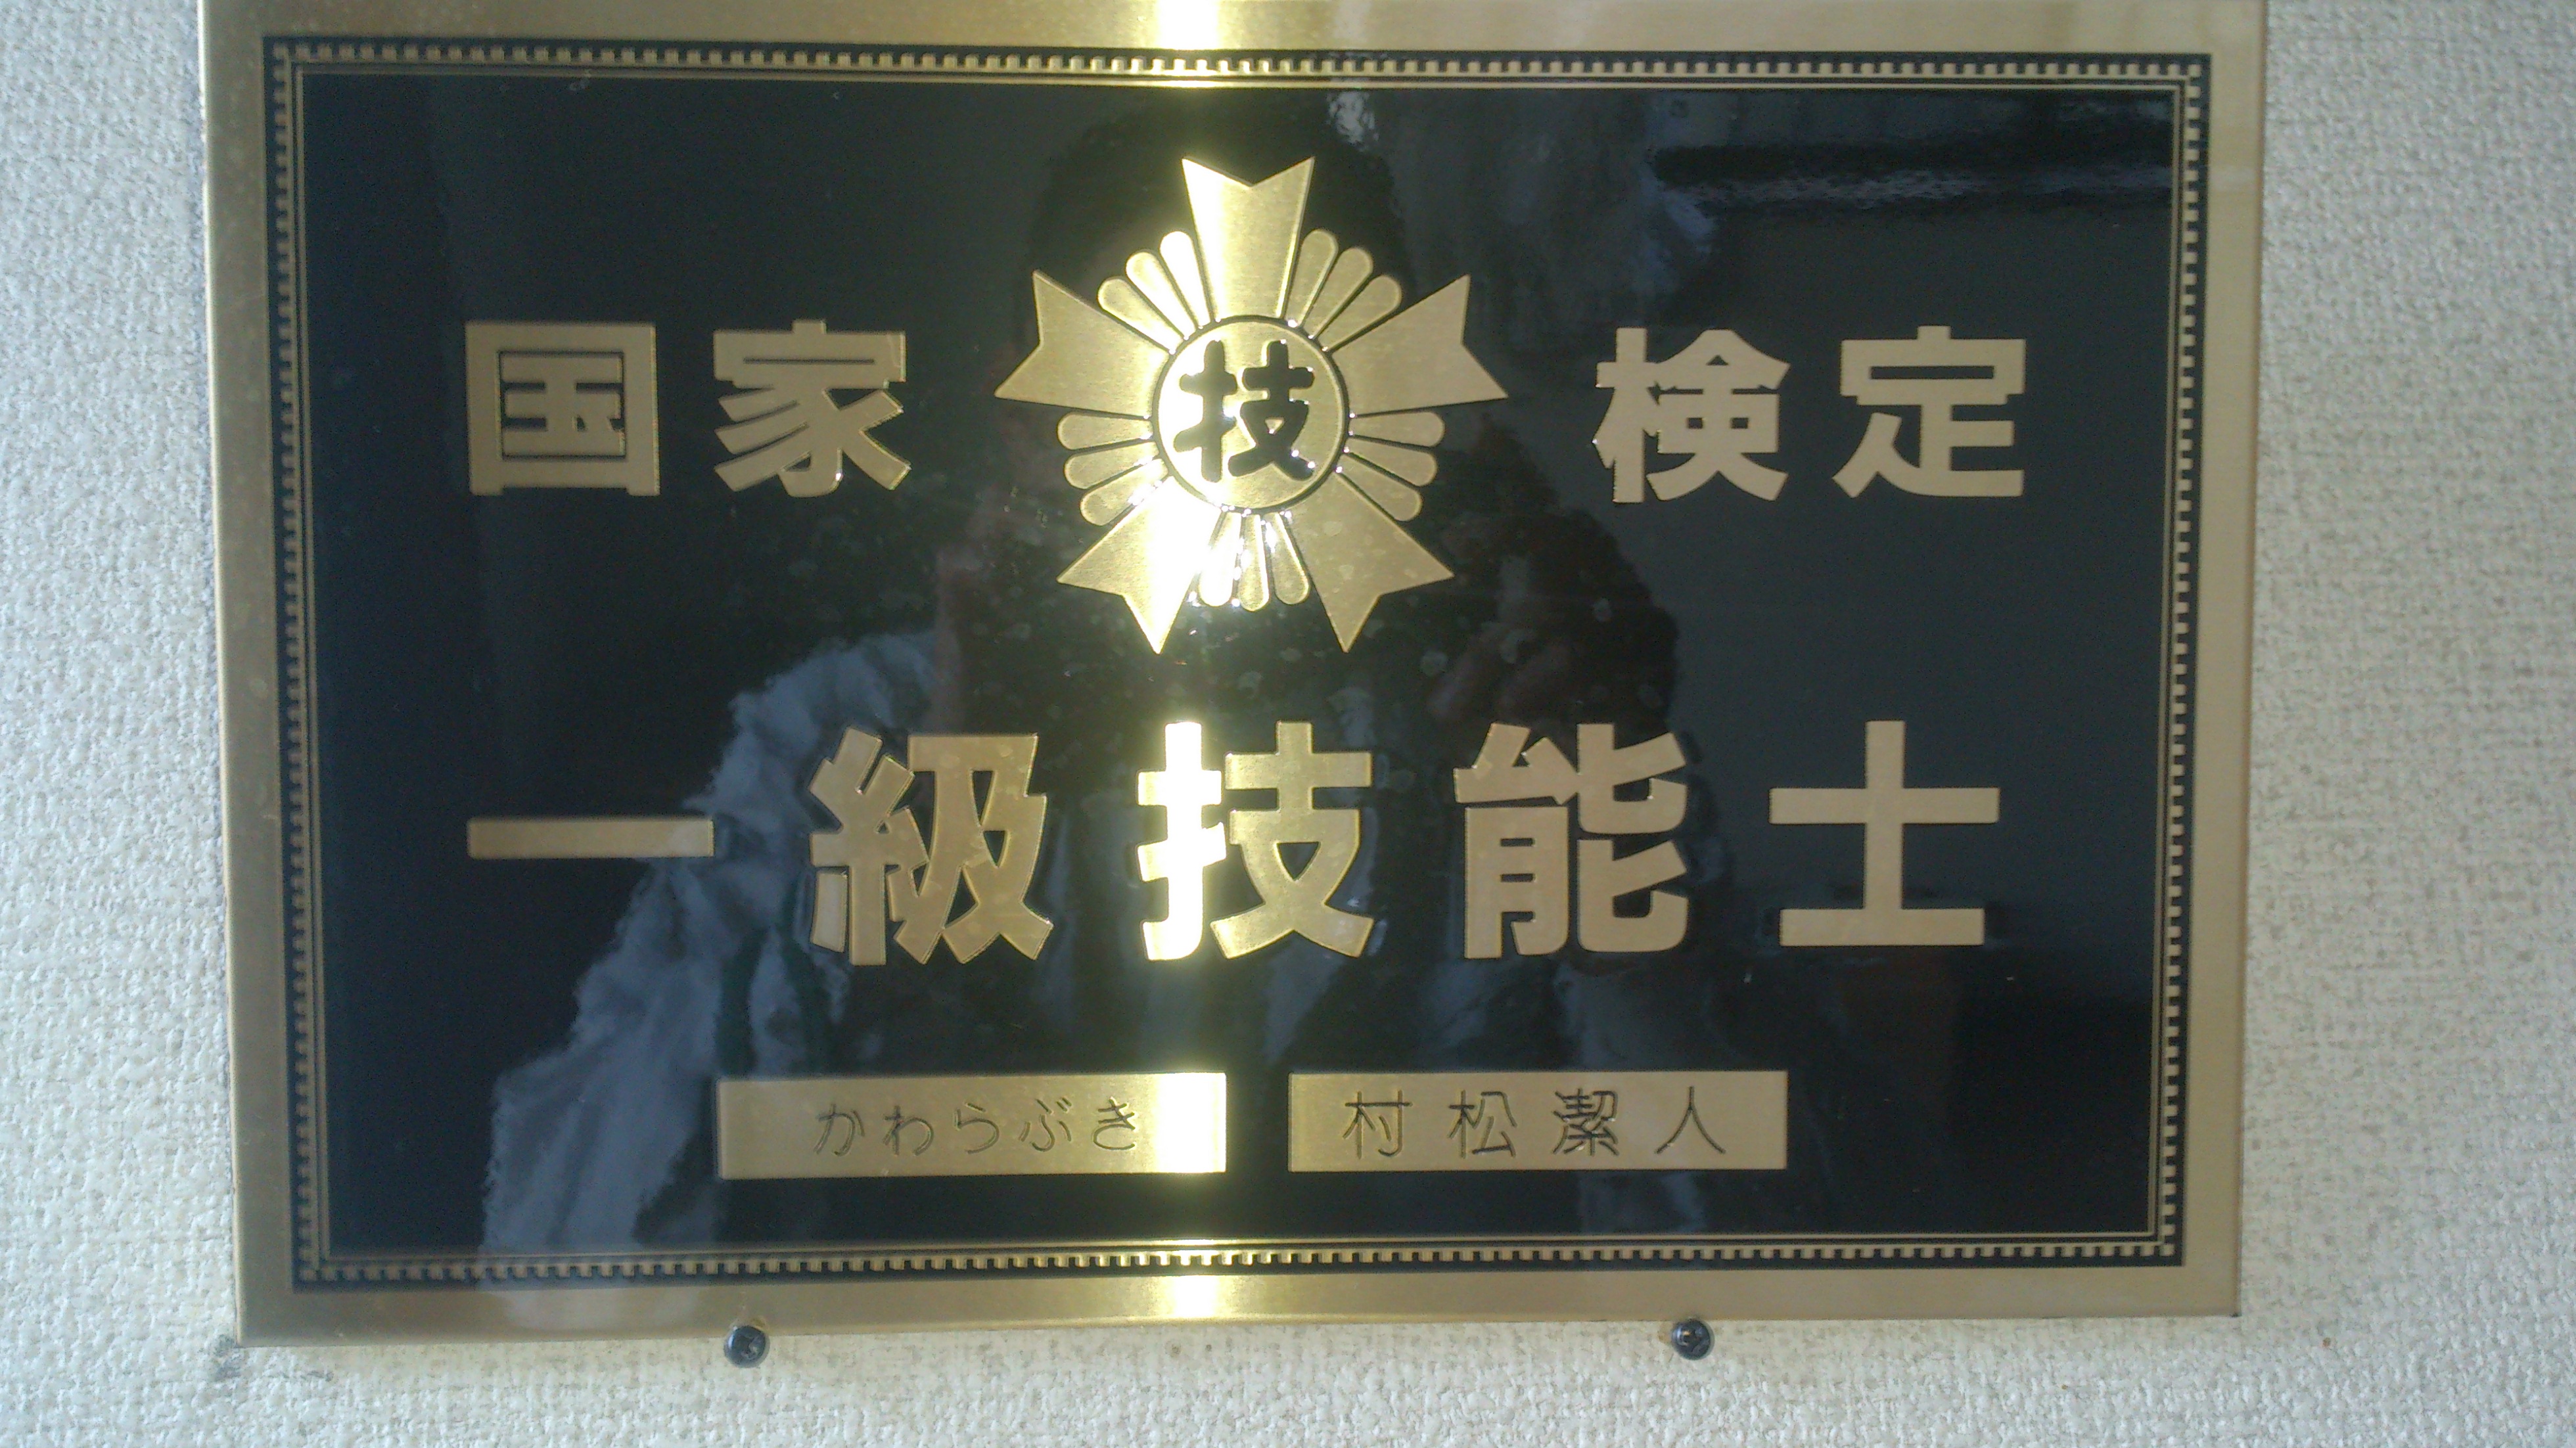 国家 技 検定
一級技能士
かわらぶき 村松潔人